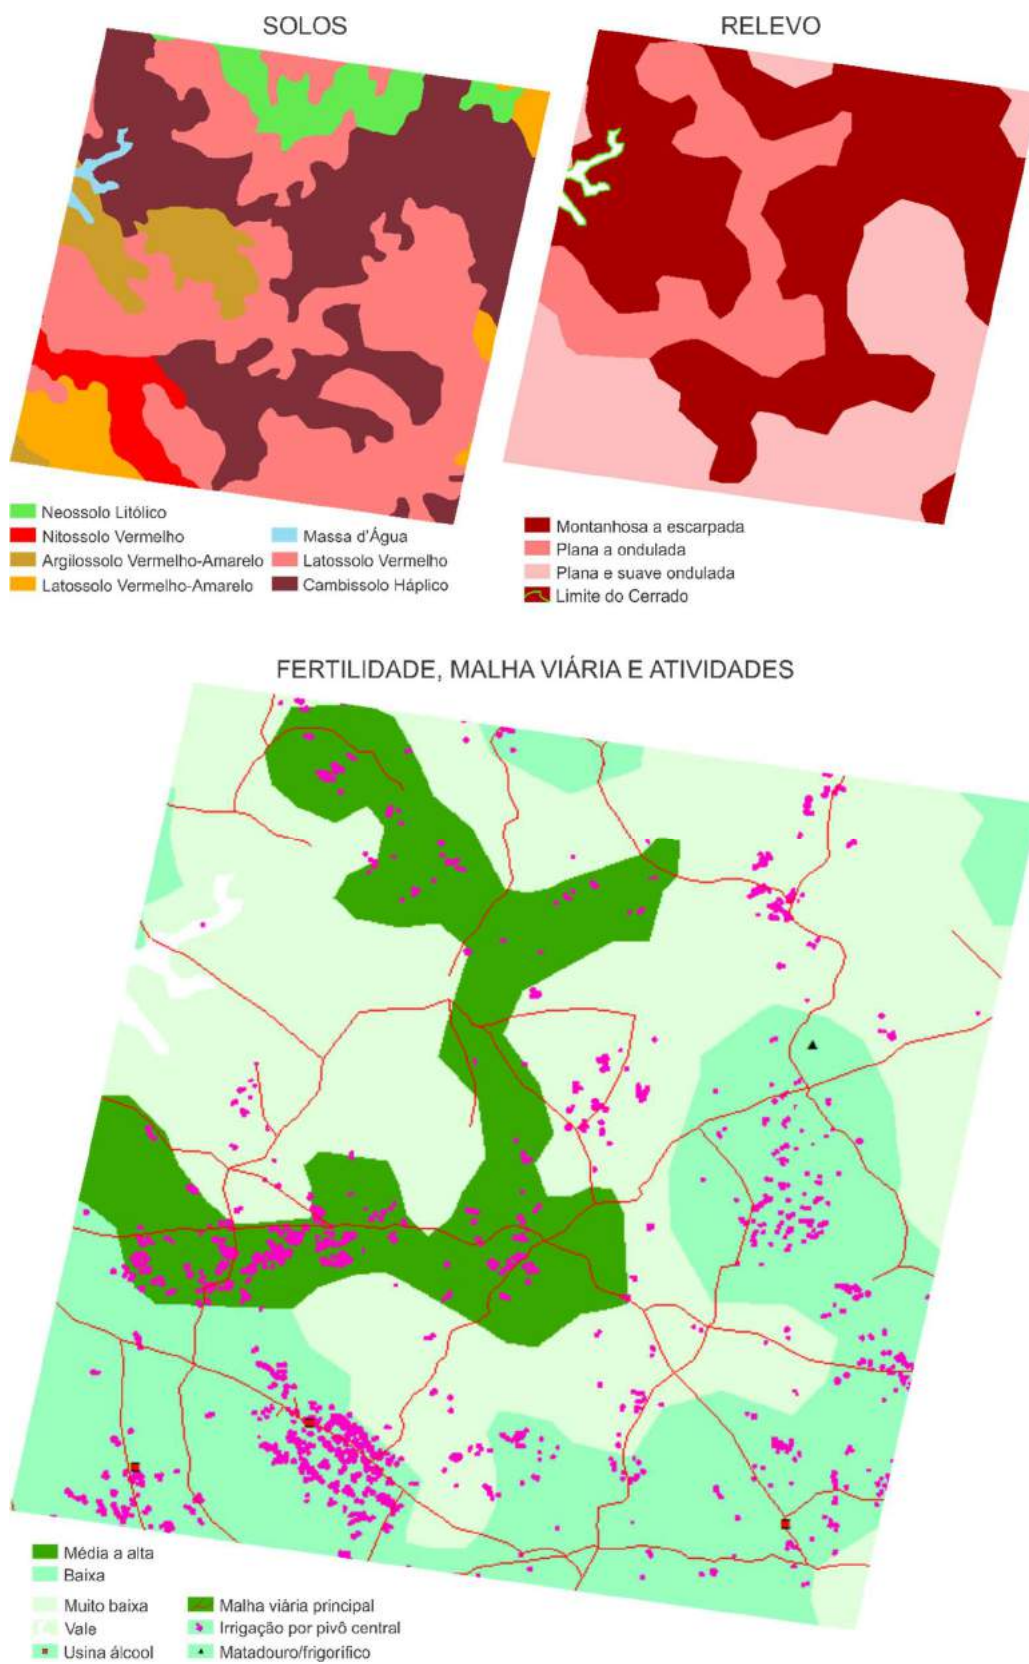 SOLOS
RELEVO
Neossolo Litólico
Nitossolo Vermelho
Argilossolo Vermelho-Amarelo
Latossolo Vermelho-Amarelo
Massa d'Água
Latossolo Vermelho
Cambissolo Háplico
Montanhosa a escarpada
Plana a ondulada
Plana e suave ondulada
Limite do Cerrado
FERTILIDADE, MALHA VIÁRIA E ATIVIDADES
Média a alta
Baixa
Muito baixa
Vale
Usina álcool
Malha viária principal
Irrigação por pivô central
Matadouro/frigorífico